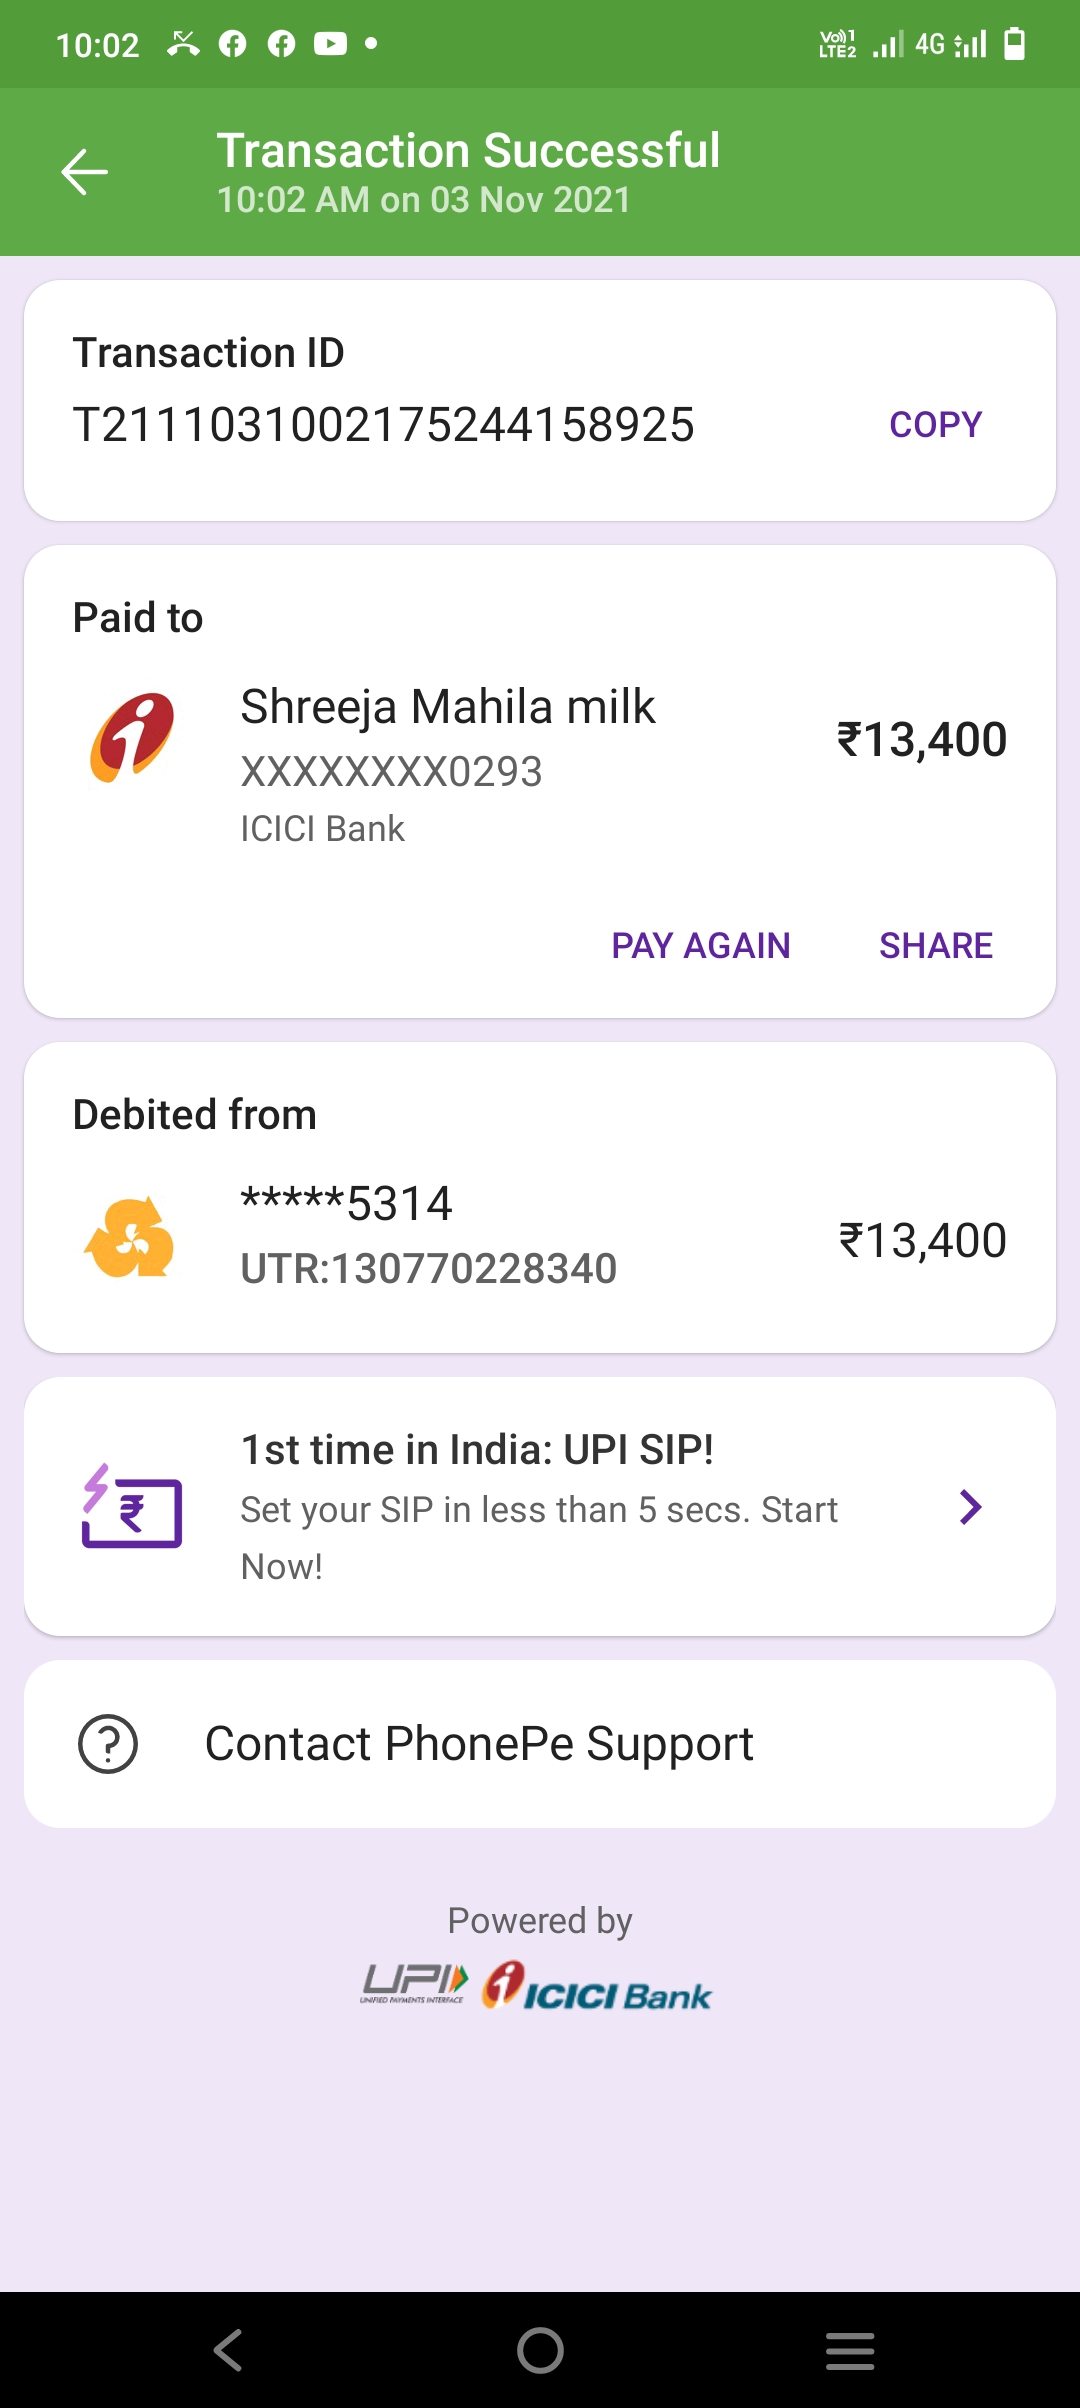 10:02
Vo))1
LTE2
4G
Transaction Successful
10:02 AM on 03 Nov 2021
Transaction ID
T2111031002175244158925
COPY
Paid to
Shreeja Mahila milk
₹13,400
XXXXXXXX0293
ICICI Bank
PAY AGAIN
SHARE
Debited from
*****5314
₹13,400
UTR:130770228340
1st time in India: UPI SIP!
Set your SIP in less than 5 secs. Start
Now!
Contact PhonePe Support
Powered by
UPI
UNIFIED PAYMENTS INTERFACE
ICICI Bank